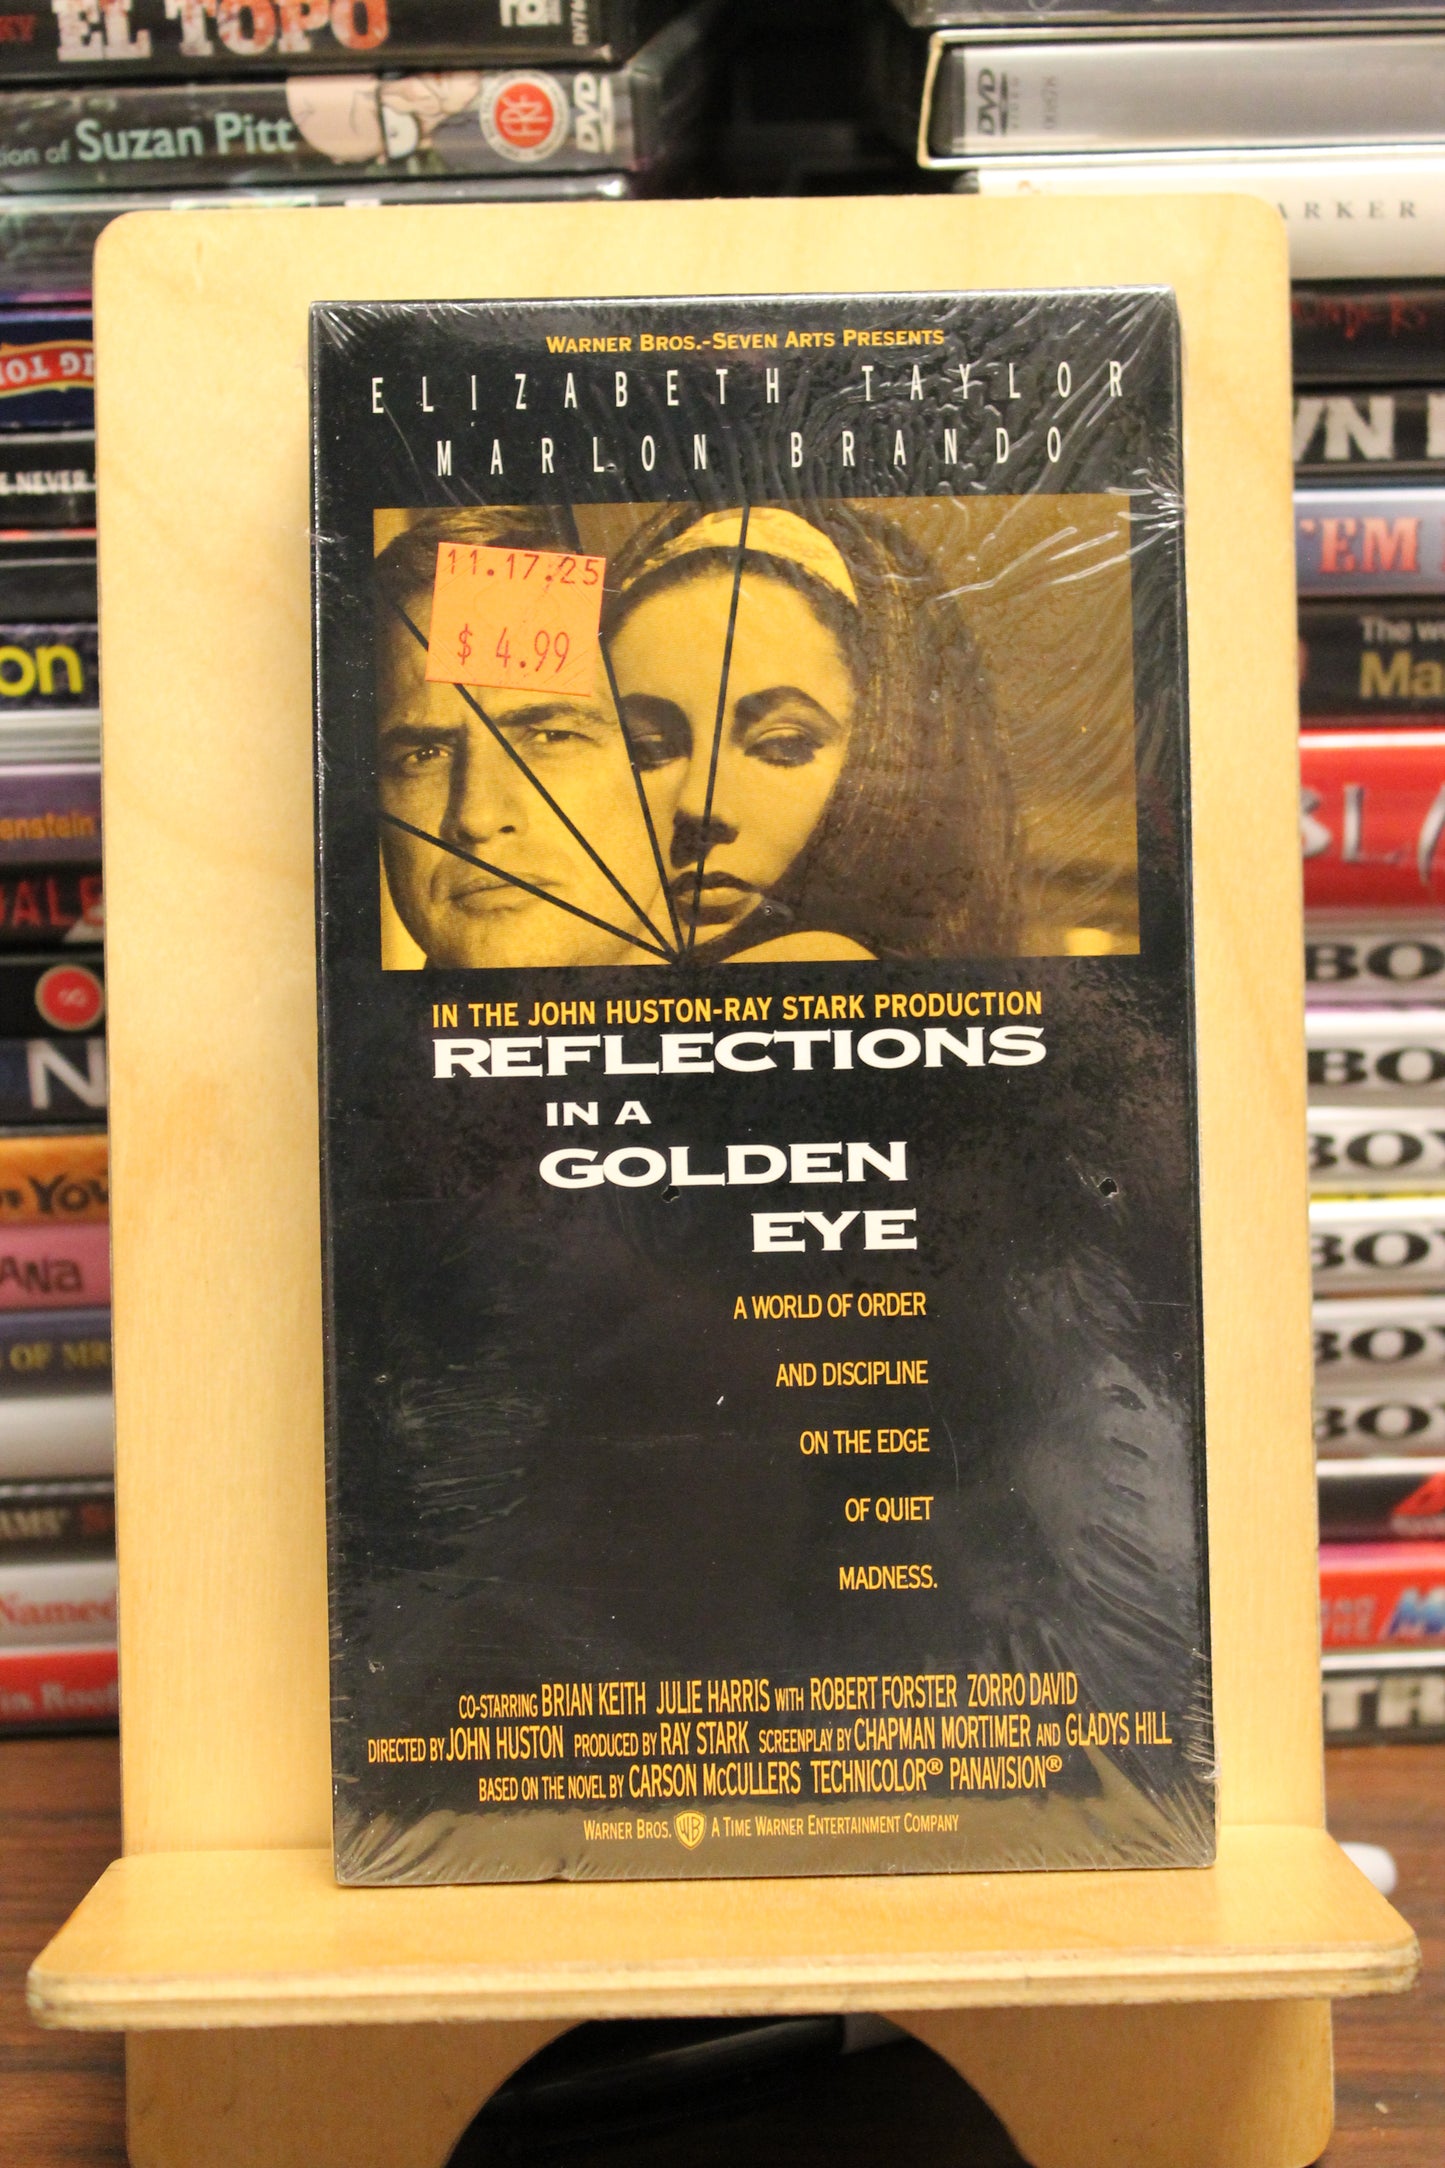 EL TOPO
Suzan Pitt
DVD
DVD
ARKER
WARNER BROS.-SEVEN ARTS PRESENTS
ELIZABETH TAYLOR
MARLON BRANDO
11.17.25
$ 4.99
IN THE JOHN HUSTON-RAY STARK PRODUCTION
REFLECTIONS
IN A
GOLDEN
EYE
A WORLD OF ORDER
AND DISCIPLINE
ON THE EDGE
OF QUIET
MADNESS.
CO-STARRING BRIAN KEITH JULIE HARRIS WITH ROBERT FORSTER ZORRO DAVID
DIRECTED BY JOHN HUSTON PRODUCED BY RAY STARK SCREENPLAY BY CHAPMAN MORTIMER AND GLADYS HILL
BASED ON THE NOVEL BY CARSON McCULLERS TECHNICOLOR® PANAVISION®
WARNER BROS. WB A TIME WARNER ENTERTAINMENT COMPANY